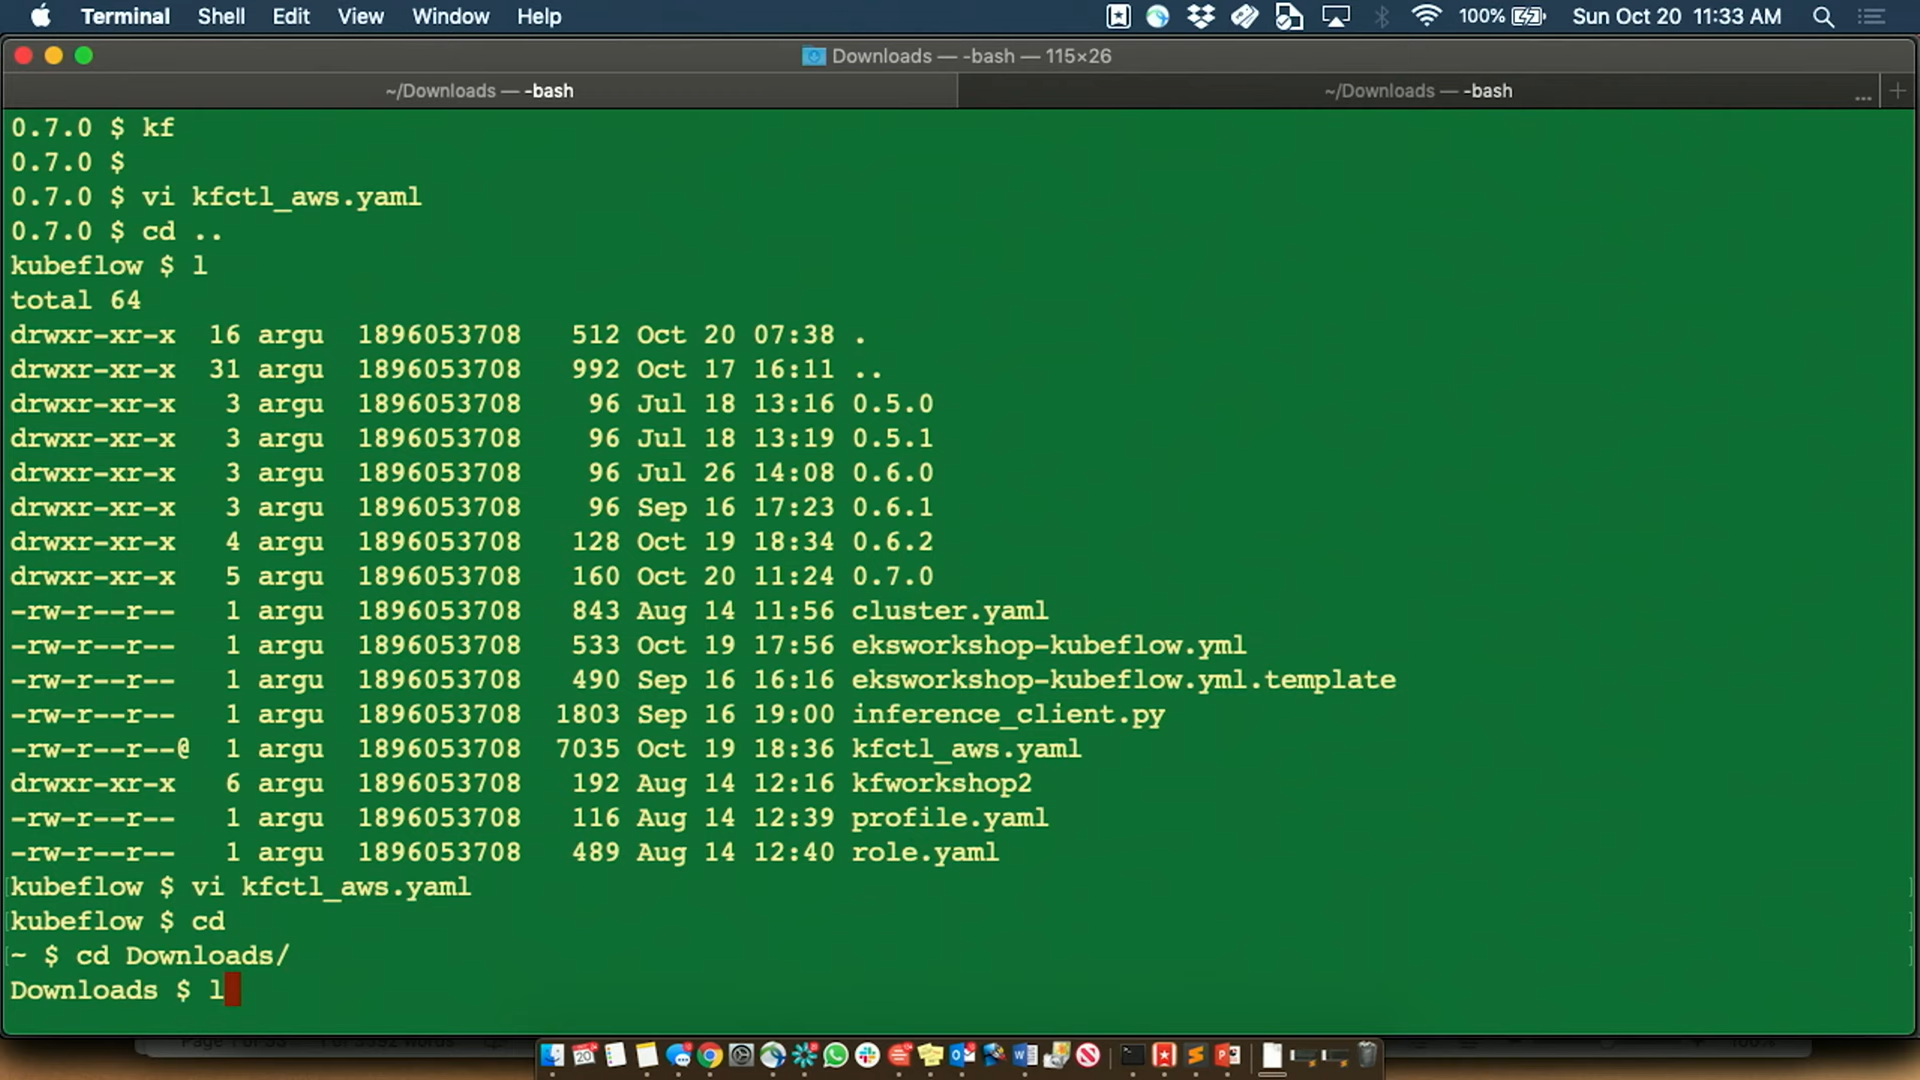 Terminal Shell Edit View Window Help 100% Sun Oct 20 11:33 AM
Downloads — -bash — 115×26
~/Downloads — -bash ~/Downloads — -bash ... +
0.7.0 $ kf
0.7.0 $
0.7.0 $ vi kfctl_aws.yaml
0.7.0 $ cd ..
kubeflow $ l
total 64
drwxr-xr-x 16 argu 1896053708 512 Oct 20 07:38 .
drwxr-xr-x 31 argu 1896053708 992 Oct 17 16:11 ..
drwxr-xr-x 3 argu 1896053708 96 Jul 18 13:16 0.5.0
drwxr-xr-x 3 argu 1896053708 96 Jul 18 13:19 0.5.1
drwxr-xr-x 3 argu 1896053708 96 Jul 26 14:08 0.6.0
drwxr-xr-x 3 argu 1896053708 96 Sep 16 17:23 0.6.1
drwxr-xr-x 4 argu 1896053708 128 Oct 19 18:34 0.6.2
drwxr-xr-x 5 argu 1896053708 160 Oct 20 11:24 0.7.0
-rw-r--r-- 1 argu 1896053708 843 Aug 14 11:56 cluster.yaml
-rw-r--r-- 1 argu 1896053708 533 Oct 19 17:56 eksworkshop-kubeflow.yml
-rw-r--r-- 1 argu 1896053708 490 Sep 16 16:16 eksworkshop-kubeflow.yml.template
-rw-r--r-- 1 argu 1896053708 1803 Sep 16 19:00 inference_client.py
-rw-r--r--@ 1 argu 1896053708 7035 Oct 19 18:36 kfctl_aws.yaml
drwxr-xr-x 6 argu 1896053708 192 Aug 14 12:16 kfworkshop2
-rw-r--r-- 1 argu 1896053708 116 Aug 14 12:39 profile.yaml
-rw-r--r-- 1 argu 1896053708 489 Aug 14 12:40 role.yaml
[kubeflow $ vi kfctl_aws.yaml ]
[kubeflow $ cd ]
[~ $ cd Downloads/ ]
Downloads $ l